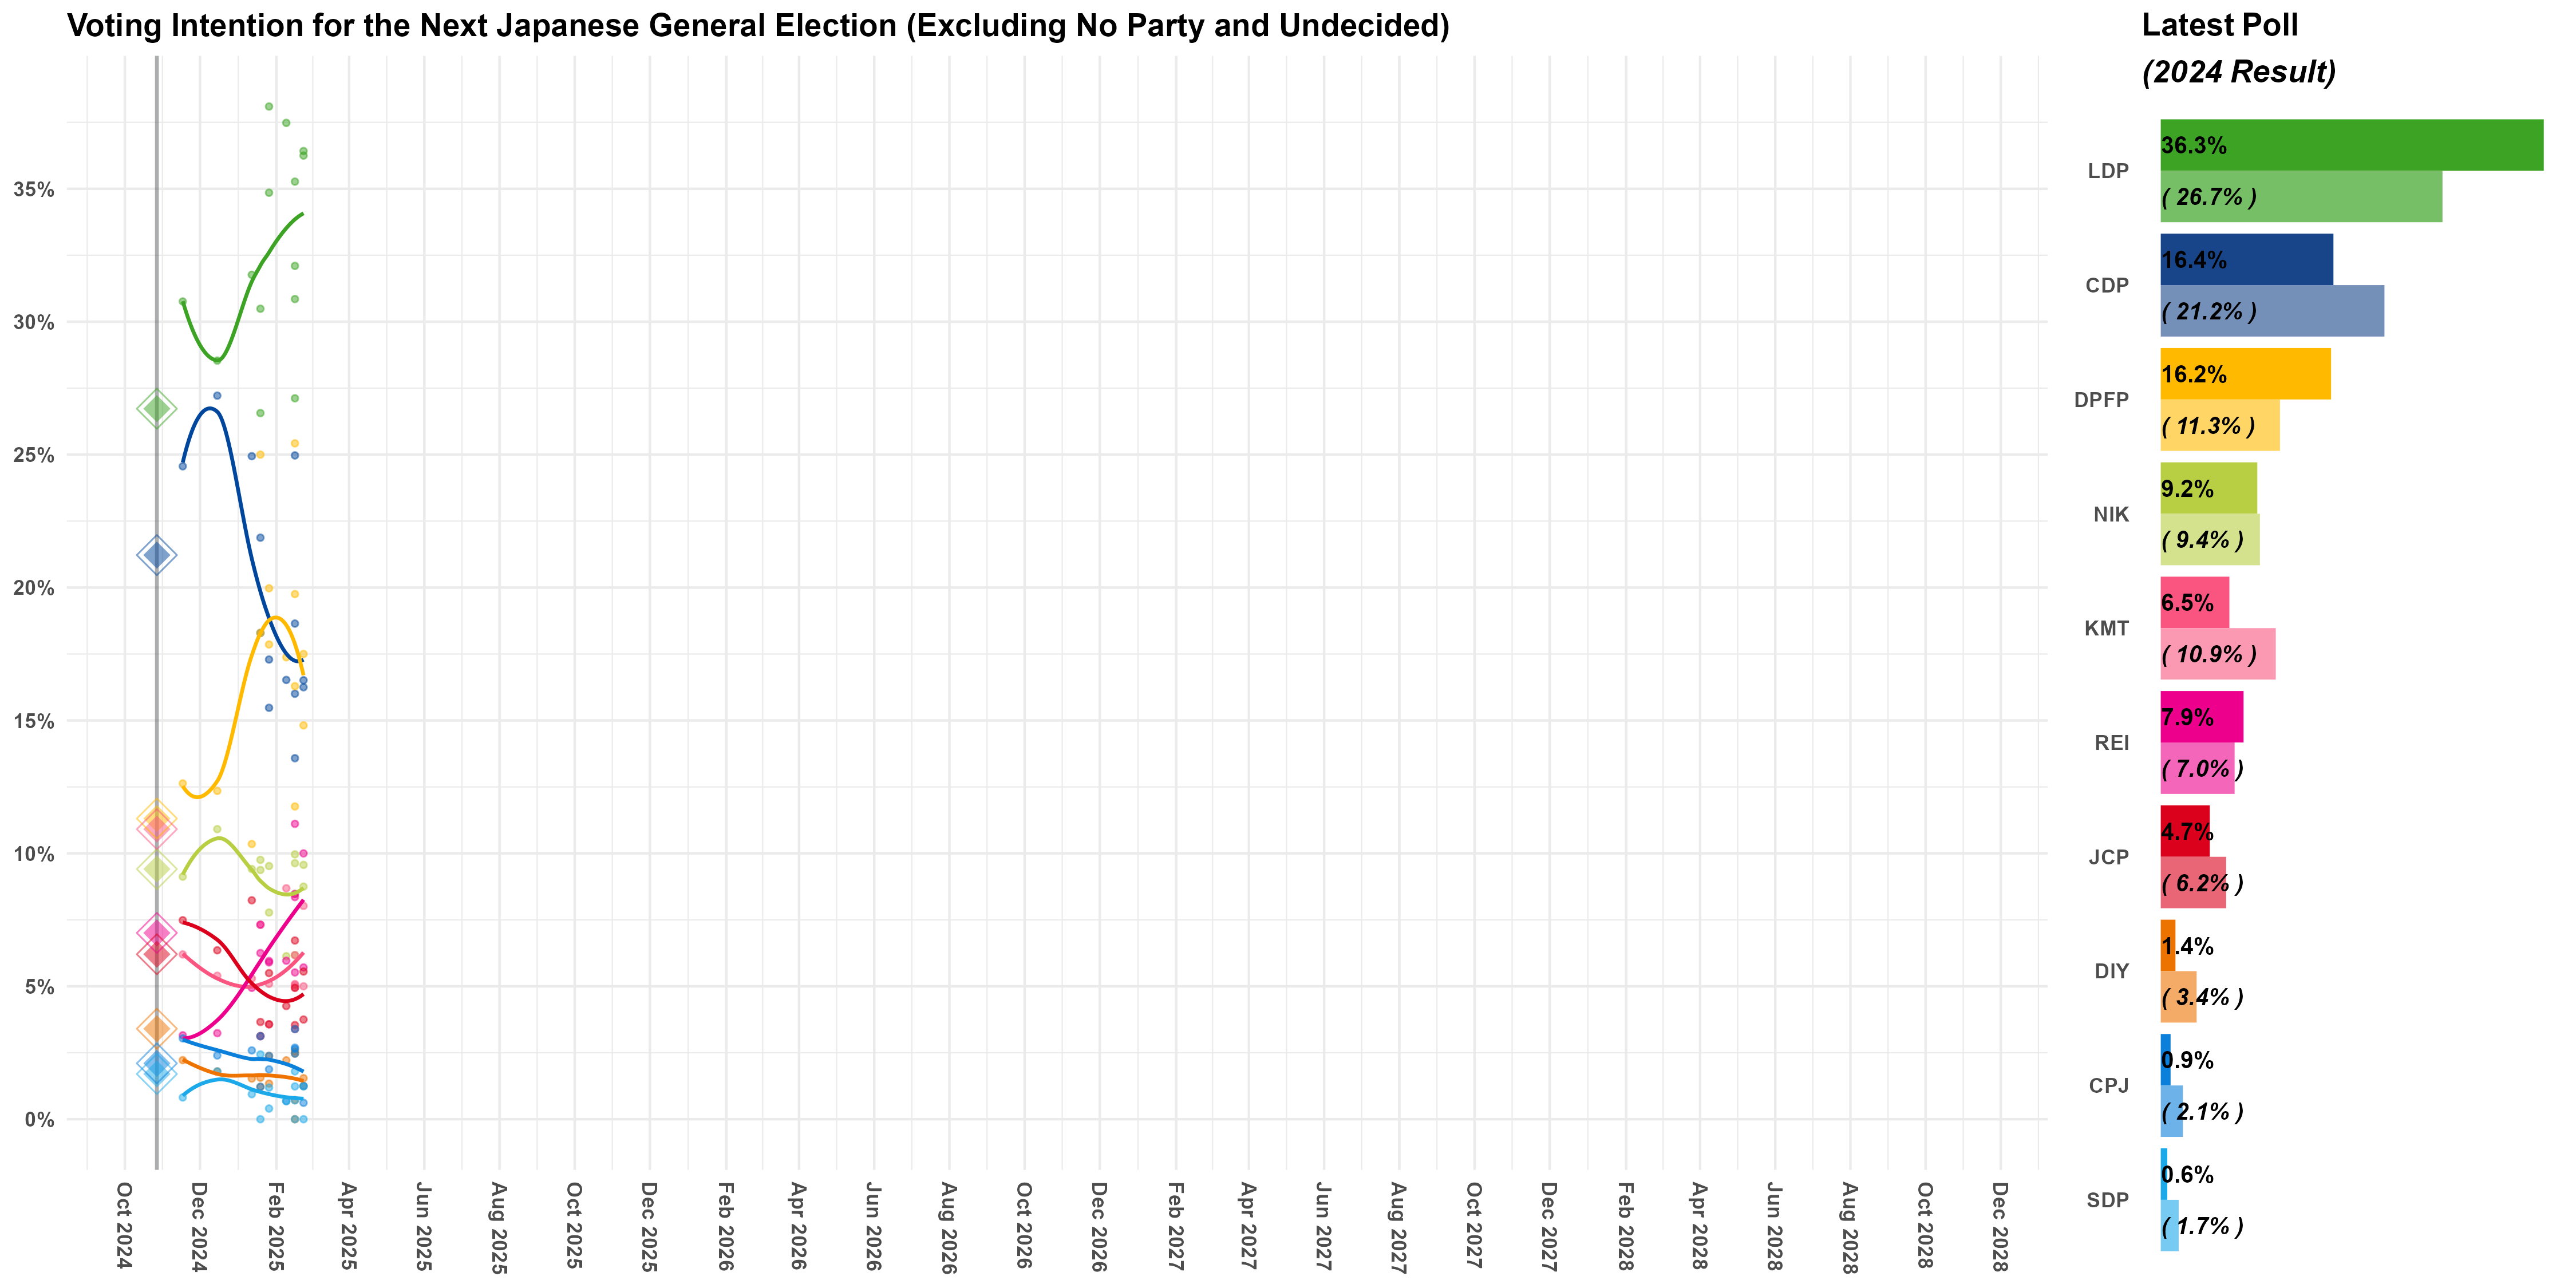 Voting Intention for the Next Japanese General Election (Excluding No Party and Undecided)
35%
30%
25%
20%
15%
10%
5%
0%
Oct 2024
Dec 2024
Feb 2025
Apr 2025
Jun 2025
Aug 2025
Oct 2025
Dec 2025
Feb 2026
Apr 2026
Jun 2026
Aug 2026
Oct 2026
Dec 2026
Feb 2027
Apr 2027
Jun 2027
Aug 2027
Oct 2027
Dec 2027
Feb 2028
Apr 2028
Jun 2028
Aug 2028
Oct 2028
Dec 2028
Latest Poll
(2024 Result)
LDP
36.3%
( 26.7% )
CDP
16.4%
( 21.2% )
DPFP
16.2%
( 11.3% )
NIK
9.2%
( 9.4% )
KMT
6.5%
( 10.9% )
REI
7.9%
( 7.0% )
JCP
4.7%
( 6.2% )
DIY
1.4%
( 3.4% )
CPJ
0.9%
( 2.1% )
SDP
0.6%
( 1.7% )